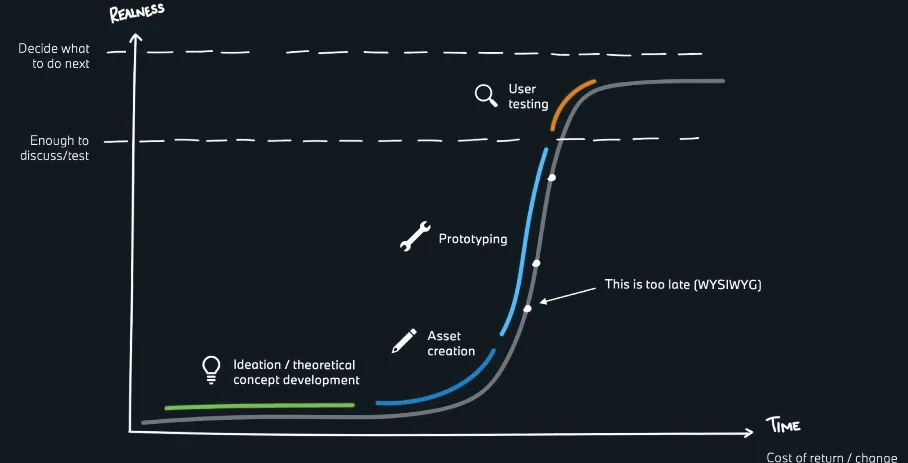 REALNESS
Decide what
to do next
User
testing
Enough to
discuss/test
Prototyping
This is too late (WYSIWYG)
Asset
creation
Ideation / theoretical
concept development
TIME
Cost of return / change